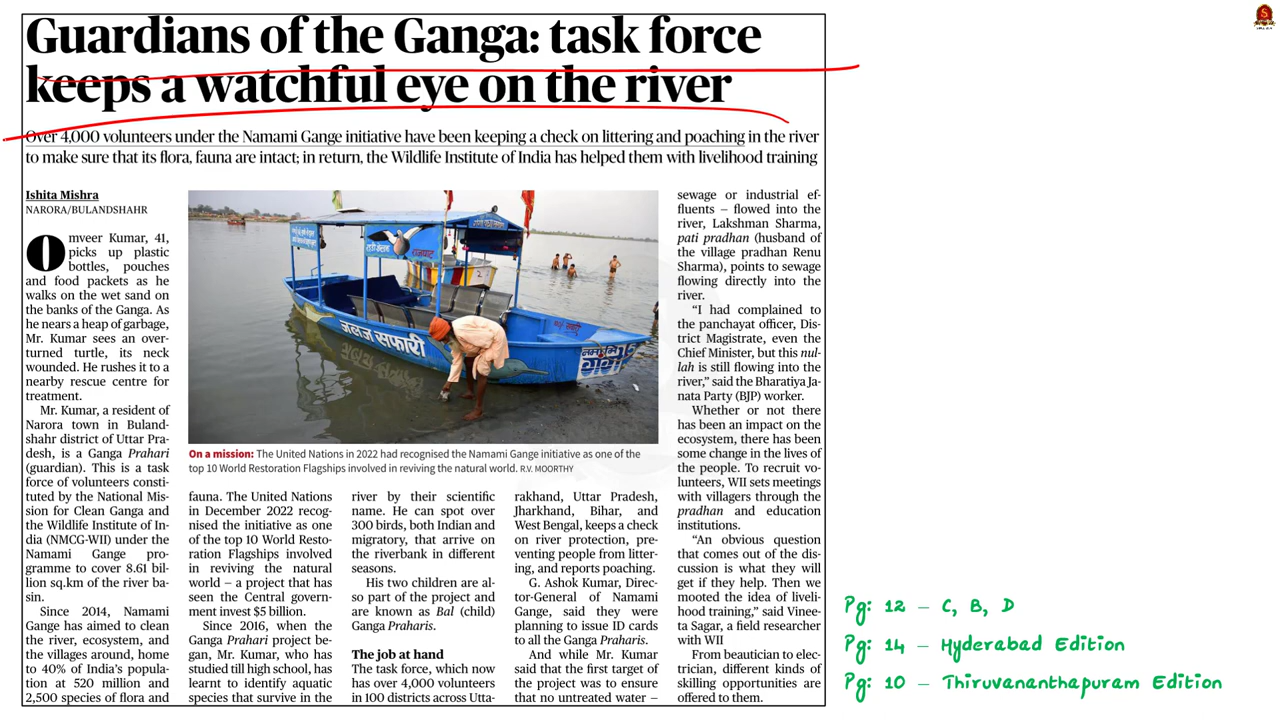 Guardians of the Ganga: task force
keeps a watchful eye on the river
Over 4,000 volunteers under the Namami Gange initiative have been keeping a check on littering and poaching in the river
to make sure that its flora, fauna are intact; in return, the Wildlife Institute of India has helped them with livelihood training
Ishita Mishra
NARORA/BULANDSHAHR
Omveer Kumar, 41,
picks up plastic
bottles, pouches
and food packets as he
walks on the wet sand on
the banks of the Ganga. As
he nears a heap of garbage,
Mr. Kumar sees an over-
turned turtle, its neck
wounded. He rushes it to a
nearby rescue centre for
treatment.
Mr. Kumar, a resident of
Narora town in Buland-
shahr district of Uttar Pra-
desh, is a Ganga Prahari
(guardian). This is a task
force of volunteers consti-
tuted by the National Mis-
sion for Clean Ganga and
the Wildlife Institute of In-
dia (NMCG-WII) under the
Namami Gange pro-
gramme to cover 8.61 bil-
lion sq.km of the river ba-
sin.
Since 2014, Namami
Gange has aimed to clean
the river, ecosystem, and
the villages around, home
to 40% of India's popula-
tion at 520 million and
2,500 species of flora and
जलज सफारी
नमामि गंगे
On a mission: The United Nations in 2022 had recognised the Namami Gange initiative as one of the
top 10 World Restoration Flagships involved in reviving the natural world. R.V. MOORTHY
fauna. The United Nations
in December 2022 recog-
nised the initiative as one
of the top 10 World Resto-
ration Flagships involved
in reviving the natural
world – a project that has
seen the Central govern-
ment invest $5 billion.
Since 2016, when the
Ganga Prahari project be-
gan, Mr. Kumar, who has
studied till high school, has
learnt to identify aquatic
species that survive in the
river by their scientific
name. He can spot over
300 birds, both Indian and
migratory, that arrive on
the riverbank in different
seasons.
His two children are al-
so part of the project and
are known as Bal (child)
Ganga Praharis.
The job at hand
The task force, which now
has over 4,000 volunteers
in 100 districts across Utta-
rakhand, Uttar Pradesh,
Jharkhand, Bihar, and
West Bengal, keeps a check
on river protection, pre-
venting people from litter-
ing, and reports poaching.
G. Ashok Kumar, Direc-
tor-General of Namami
Gange, said they were
planning to issue ID cards
to all the Ganga Praharis.
And while Mr. Kumar
said that the first target of
the project was to ensure
that no untreated water –
sewage or industrial ef-
fluents – flowed into the
river, Lakshman Sharma,
pati pradhan (husband of
the village pradhan Renu
Sharma), points to sewage
flowing directly into the
river.
"I had complained to
the panchayat officer, Dis-
trict Magistrate, even the
Chief Minister, but this nul-
lah is still flowing into the
river," said the Bharatiya Ja-
nata Party (BJP) worker.
Whether or not there
has been an impact on the
ecosystem, there has been
some change in the lives of
the people. To recruit vo-
lunteers, WII sets meetings
with villagers through the
pradhan and education
institutions.
"An obvious question
that comes out of the dis-
cussion is what they will
get if they help. Then we
mooted the idea of liveli-
hood training," said Vinee-
ta Sagar, a field researcher
with WII
From beautician to elec-
trician, different kinds of
skilling opportunities are
offered to them.
Pg: 12 – C, B, D
Pg: 14 – Hyderabad Edition
Pg: 10 – Thiruvananthapuram Edition